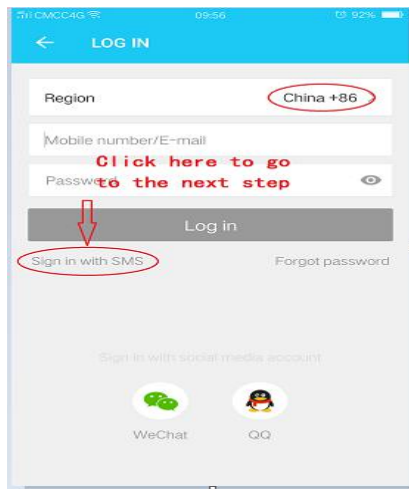 CMCC4G 09:56 92%
LOG IN
Region China +86
Mobile number/E-mail
Click here to go
Password to the next step
Log in
Sign in with SMS Forgot password
Sign in with social media account
WeChat QQ